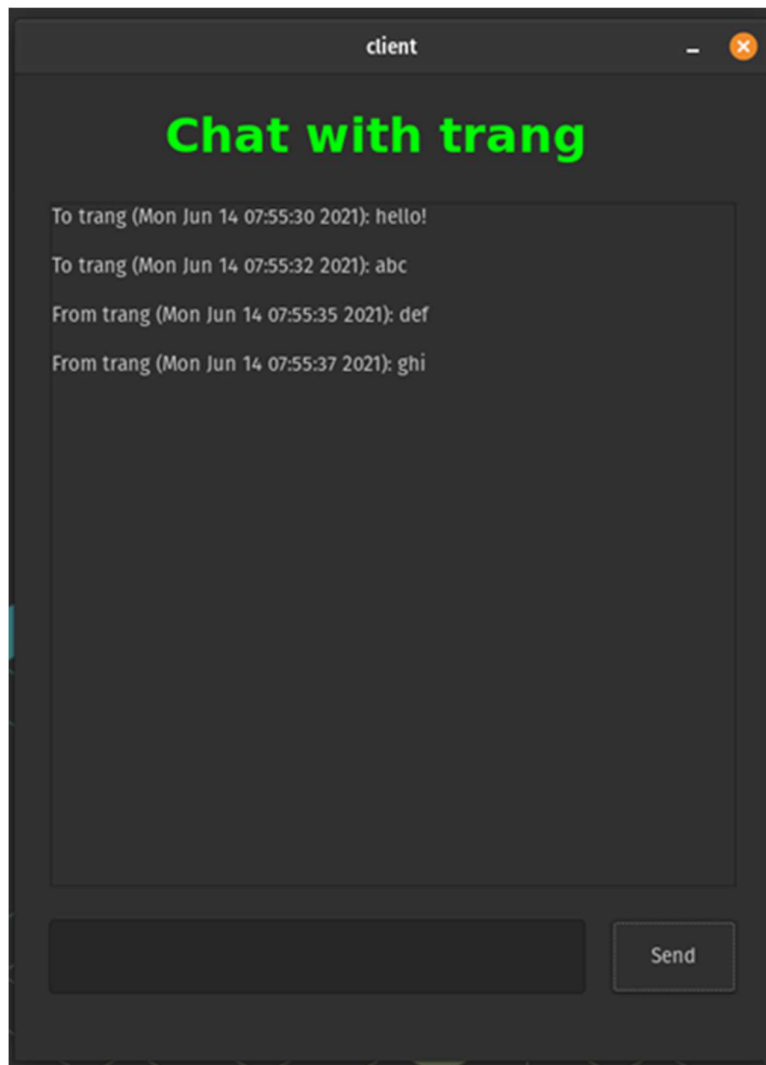 client
Chat with trang
To trang (Mon Jun 14 07:55:30 2021): hello!
To trang (Mon Jun 14 07:55:32 2021): abc
From trang (Mon Jun 14 07:55:35 2021): def
From trang (Mon Jun 14 07:55:37 2021): ghi
Send